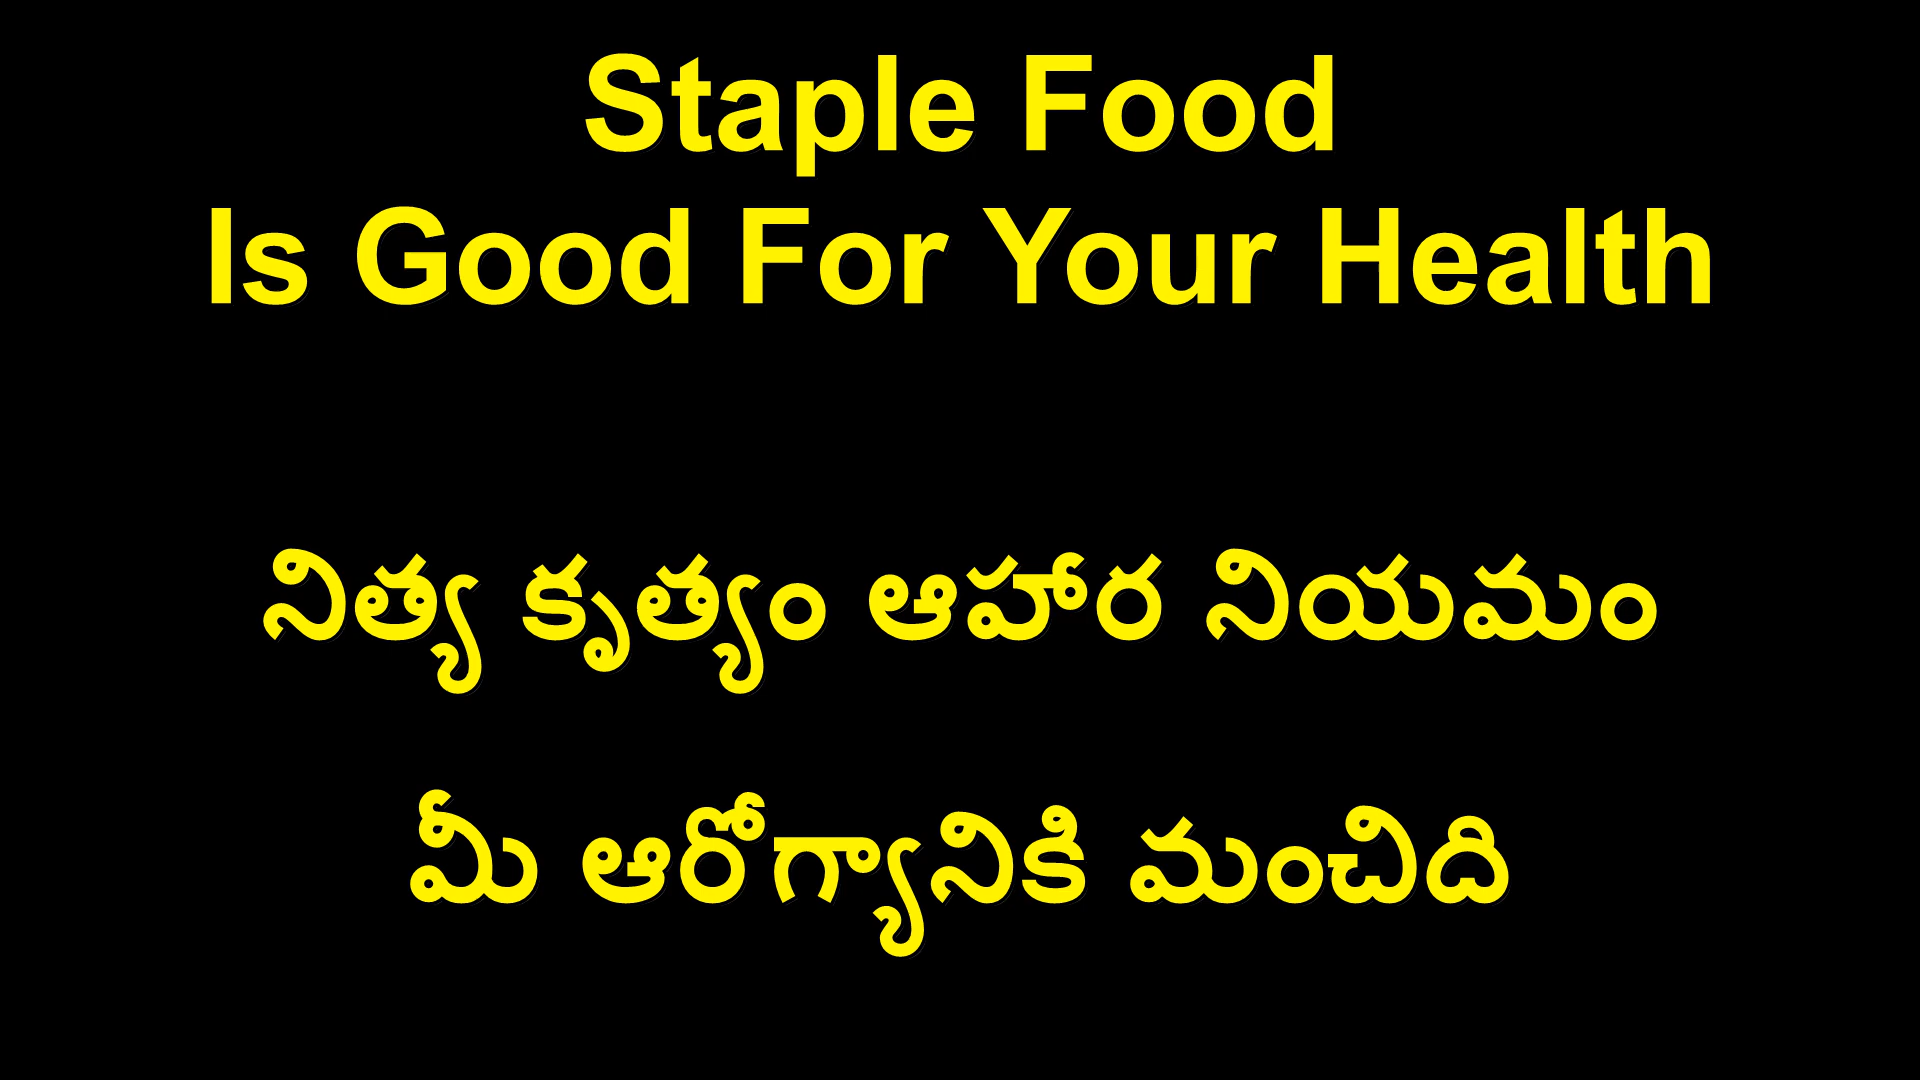 Staple Food
Is Good For Your Health
నిత్య కృత్యం ఆహార నియమం
మీ ఆరోగ్యానికి మంచిది